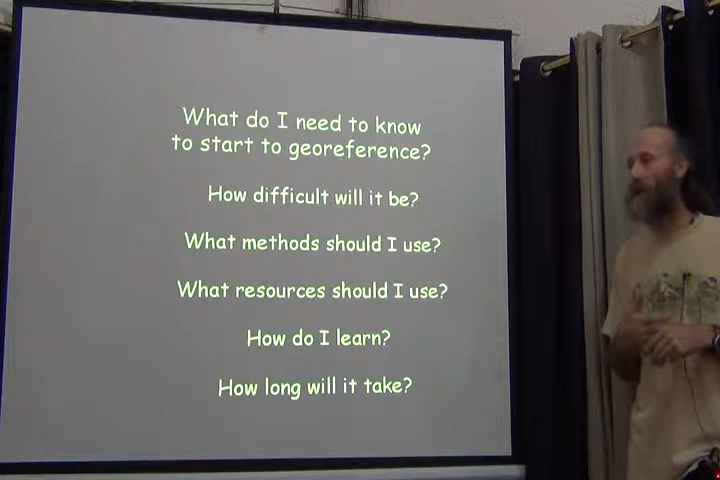 What do I need to know
to start to georeference?
How difficult will it be?
What methods should I use?
What resources should I use?
How do I learn?
How long will it take?